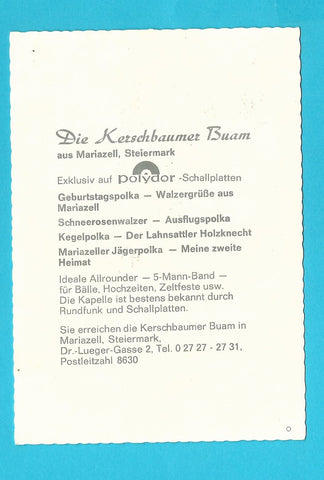 Die Kerschbaumer Buam
aus Mariazell, Steiermark
Exklusiv auf polydor -Schallplatten
Geburtstagspolka — Walzergrüße aus
Mariazell
Schneerosenwalzer — Ausflugspolka
Kegelpolka — Der Lahnsattler Holzknecht
Mariazeller Jägerpolka — Meine zweite
Heimat
Ideale Allrounder — 5-Mann-Band —
für Bälle, Hochzeiten, Zeltfeste usw.
Die Kapelle ist bestens bekannt durch
Rundfunk und Schallplatten.
Sie erreichen die Kerschbaumer Buam in
Mariazell, Steiermark,
Dr.-Lueger-Gasse 2, Tel. 0 27 27 - 27 31,
Postleitzahl 8630